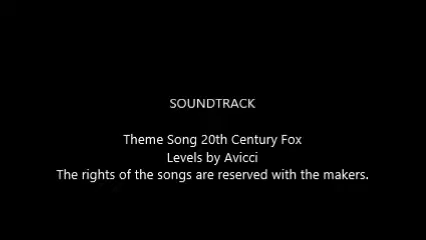 SOUNDTRACK
Theme Song 20th Century Fox
Levels by Avicci
The rights of the songs are reserved with the makers.